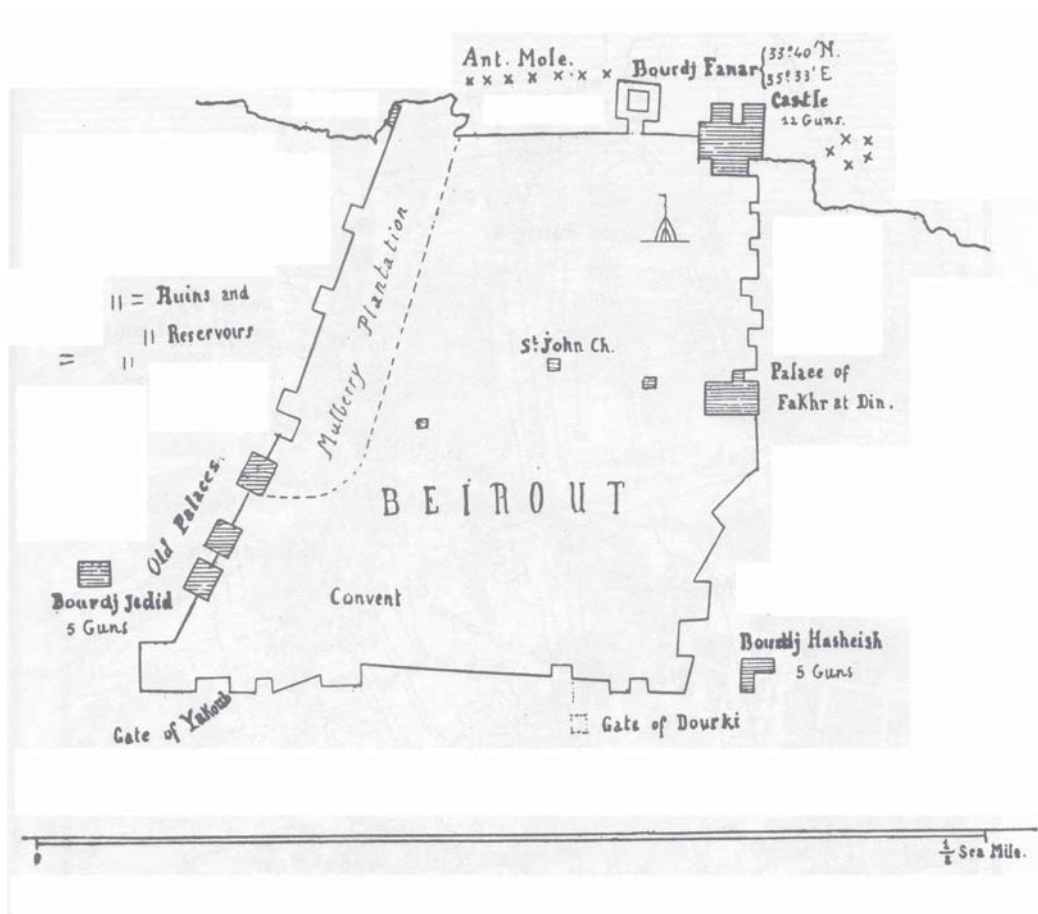 Ant. Mole.
Bourdj Fanar
33°40'N.
35°33'E
Castle
12 Guns.
Mulberry Plantation
|| = Ruins and
|| Reservours
= ||
St. John Ch.
Palace of
Fakhr at Din.
Old Palaces.
BEIROUT
Bourdj Jedid
5 Guns
Convent
Bourdj Hasheish
5 Guns
Gate of Yakoub
Gate of Dourki
0
1/2 Sea Mile.